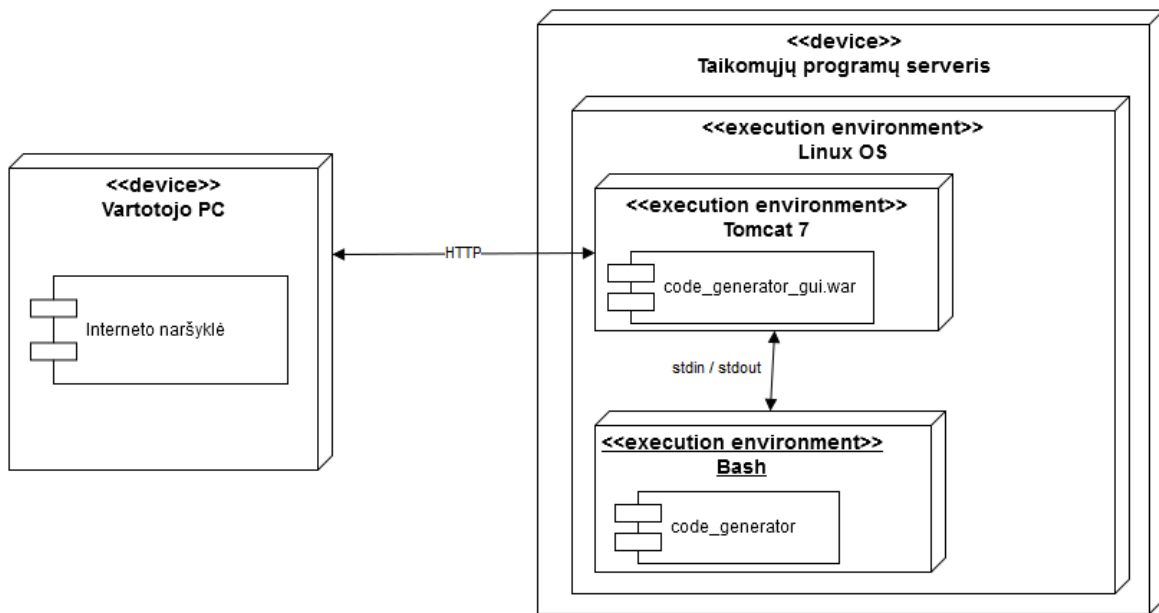 <<device>>
Vartotojo PC
Interneto naršyklė
HTTP
<<device>>
Taikomųjų programų serveris
<<execution environment>>
Linux OS
<<execution environment>>
Tomcat 7
code_generator_gui.war
stdin / stdout
<<execution environment>>
Bash
code_generator